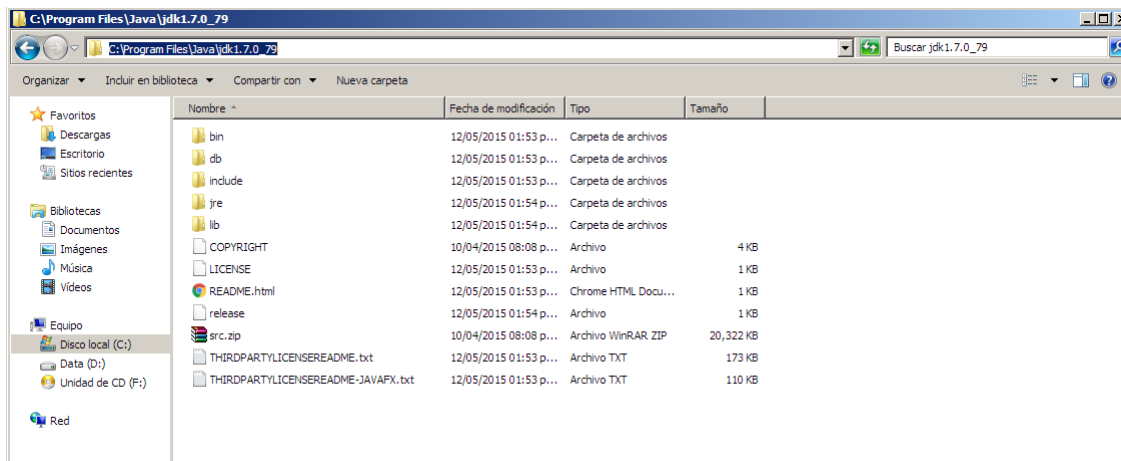 C:\Program Files\Java\jdk1.7.0_79
C:\Program Files\Java\jdk1.7.0_79
Buscar jdk1.7.0_79
Organizar Incluir en biblioteca Compartir con Nueva carpeta
Favoritos
Descargas
Escritorio
Sitios recientes
Bibliotecas
Documentos
Imágenes
Música
Vídeos
Equipo
Disco local (C:)
Data (D:)
Unidad de CD (F:)
Red
Nombre Fecha de modificación Tipo Tamaño
bin 12/05/2015 01:53 p... Carpeta de archivos
db 12/05/2015 01:53 p... Carpeta de archivos
include 12/05/2015 01:53 p... Carpeta de archivos
jre 12/05/2015 01:54 p... Carpeta de archivos
lib 12/05/2015 01:54 p... Carpeta de archivos
COPYRIGHT 10/04/2015 08:08 p... Archivo 4 KB
LICENSE 12/05/2015 01:53 p... Archivo 1 KB
README.html 12/05/2015 01:53 p... Chrome HTML Docu... 1 KB
release 12/05/2015 01:54 p... Archivo 1 KB
src.zip 10/04/2015 08:08 p... Archivo WinRAR ZIP 20,322 KB
THIRDPARTYLICENSEREADME.txt 12/05/2015 01:53 p... Archivo TXT 173 KB
THIRDPARTYLICENSEREADME-JAVAFX.txt 12/05/2015 01:53 p... Archivo TXT 110 KB